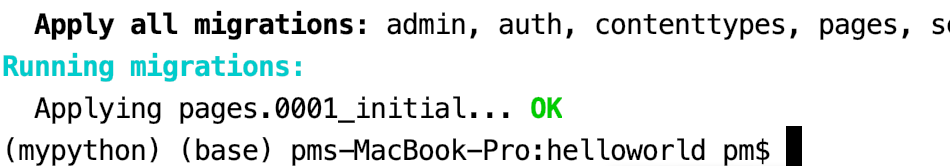 Apply all migrations: admin, auth, contenttypes, pages,
Running migrations:
Applying pages.0001_initial... OK
(mypython) (base) pms-MacBook-Pro:helloworld pm$